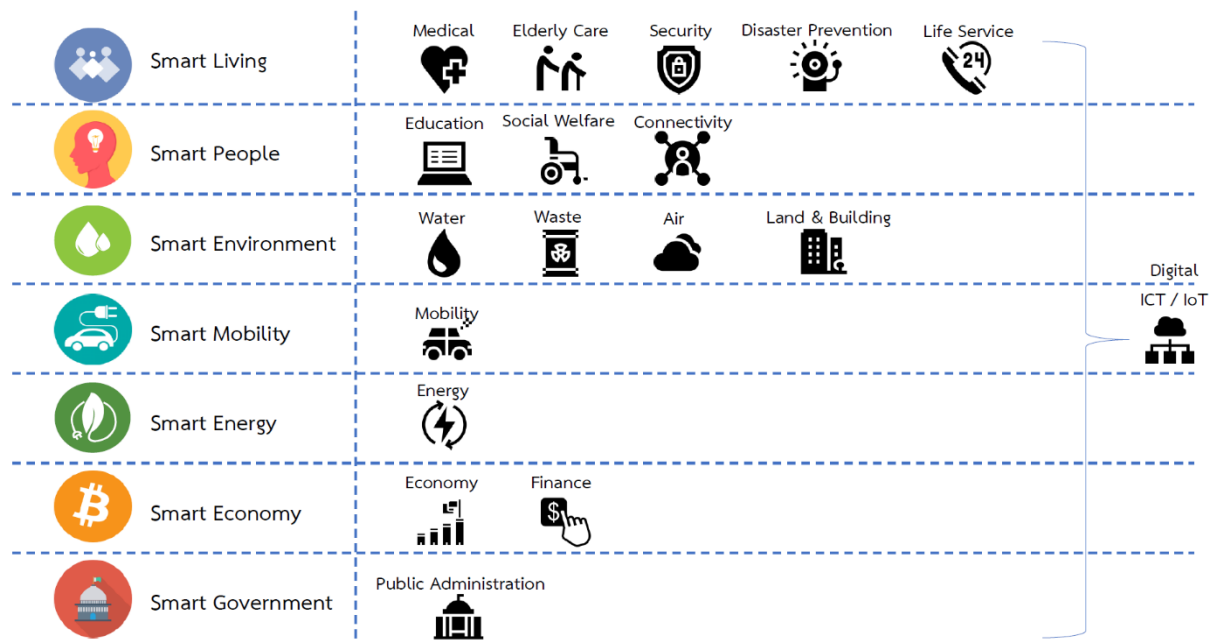 Smart Living
Medical
Elderly Care
Security
Disaster Prevention
Life Service
24
Smart People
Education
Social Welfare
Connectivity
Smart Environment
Water
Waste
Air
Land & Building
Smart Mobility
Mobility
Digital
ICT / IoT
Smart Energy
Energy
Smart Economy
Economy
Finance
$
Smart Government
Public Administration